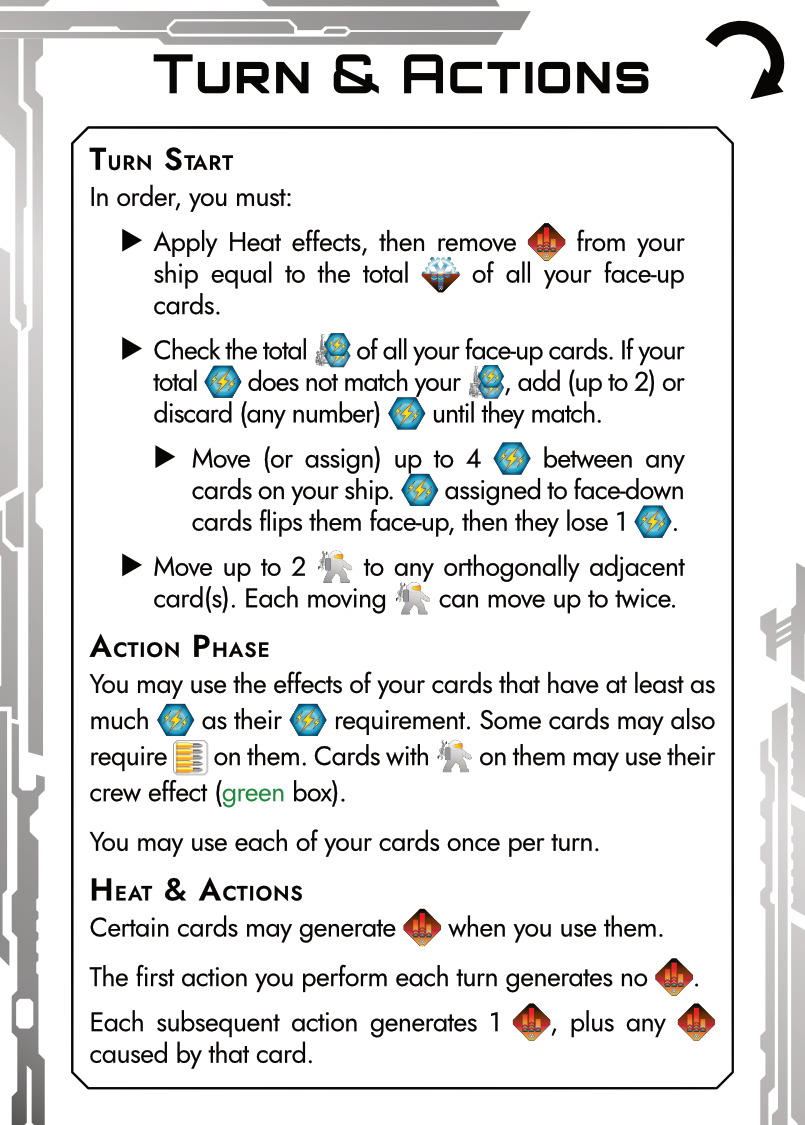 Turn & Actions
Turn Start
In order, you must:
Apply Heat effects, then remove from your
ship equal to the total of all your face-up
cards.
Check the total of all your face-up cards. If your
total does not match your , add (up to 2) or
discard (any number) until they match.
Move (or assign) up to 4 between any
cards on your ship. assigned to face-down
cards flips them face-up, then they lose 1 .
Move up to 2 to any orthogonally adjacent
card(s). Each moving can move up to twice.
Action Phase
You may use the effects of your cards that have at least as
much as their requirement. Some cards may also
require on them. Cards with on them may use their
crew effect (green box).
You may use each of your cards once per turn.
Heat & Actions
Certain cards may generate when you use them.
The first action you perform each turn generates no .
Each subsequent action generates 1 , plus any
caused by that card.